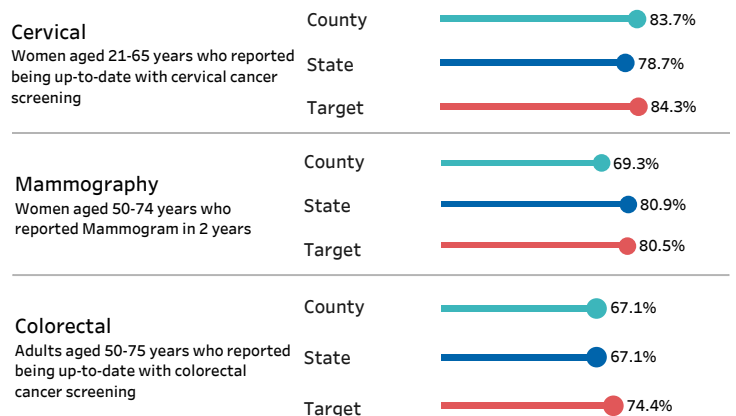 Cervical
Women aged 21-65 years who reported
being up-to-date with cervical cancer
screening
County
83.7%
State
78.7%
Target
84.3%
Mammography
Women aged 50-74 years who
reported Mammogram in 2 years
County
69.3%
State
80.9%
Target
80.5%
Colorectal
Adults aged 50-75 years who reported
being up-to-date with colorectal
cancer screening
County
67.1%
State
67.1%
Target
74.4%